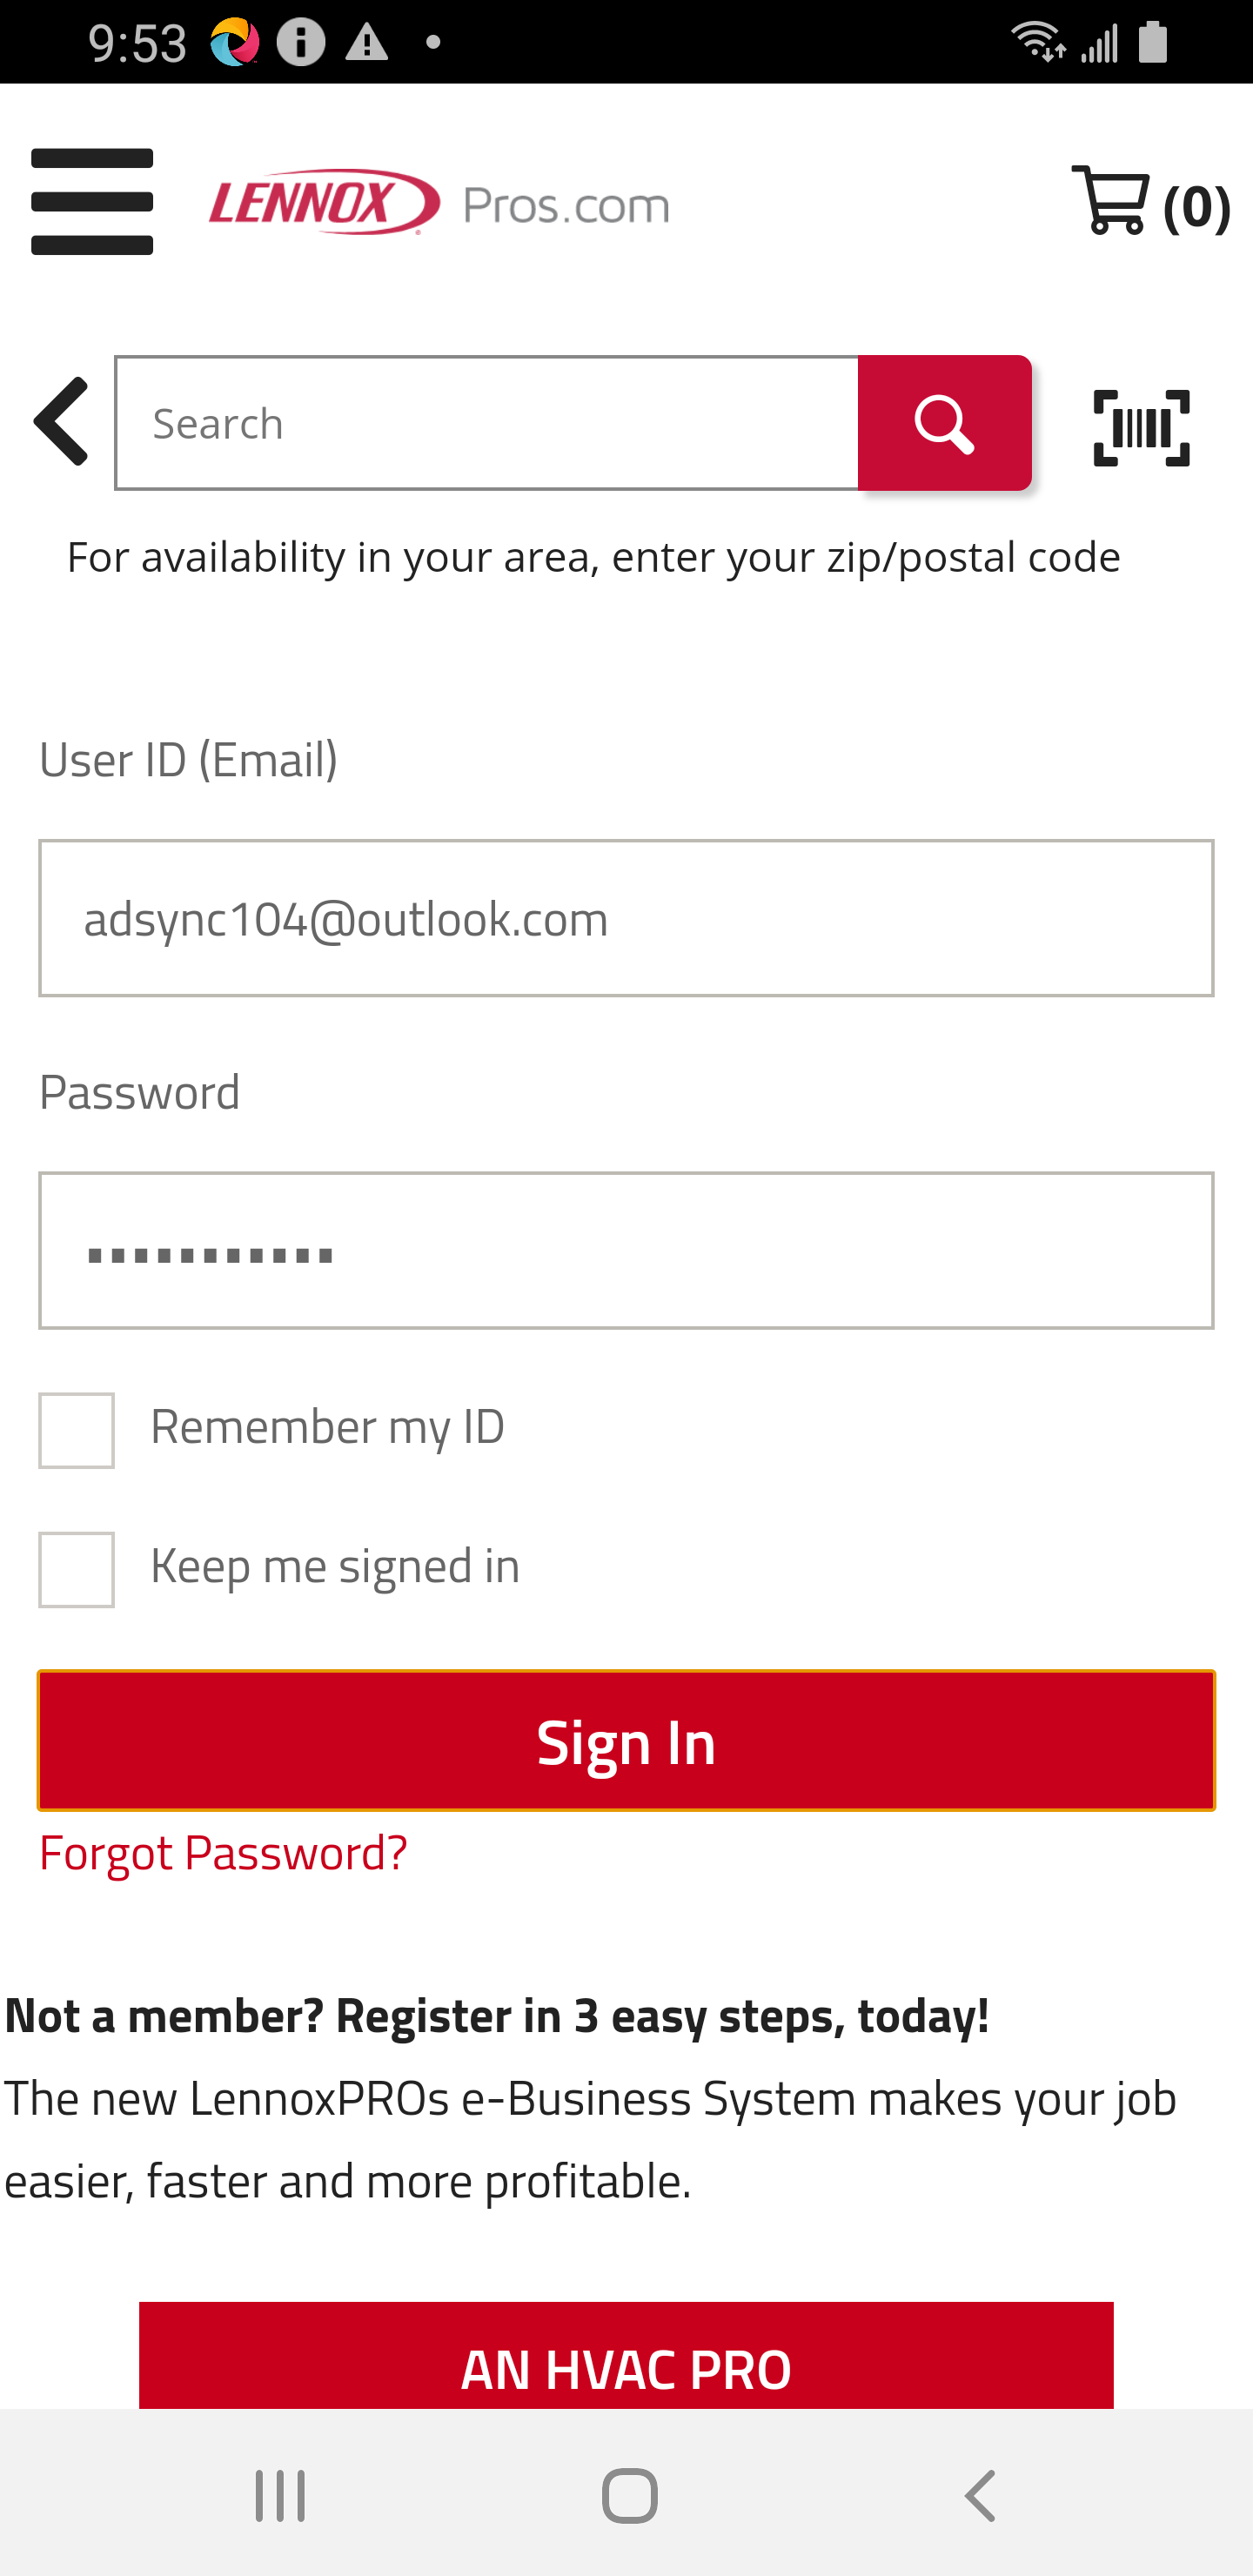 9:53
LENNOX Pros.com
(0)
Search
For availability in your area, enter your zip/postal code
User ID (Email)
adsync104@outlook.com
Password
Remember my ID
Keep me signed in
Sign In
Forgot Password?
Not a member? Register in 3 easy steps, today!
The new LennoxPROs e-Business System makes your job
easier, faster and more profitable.
AN HVAC PRO